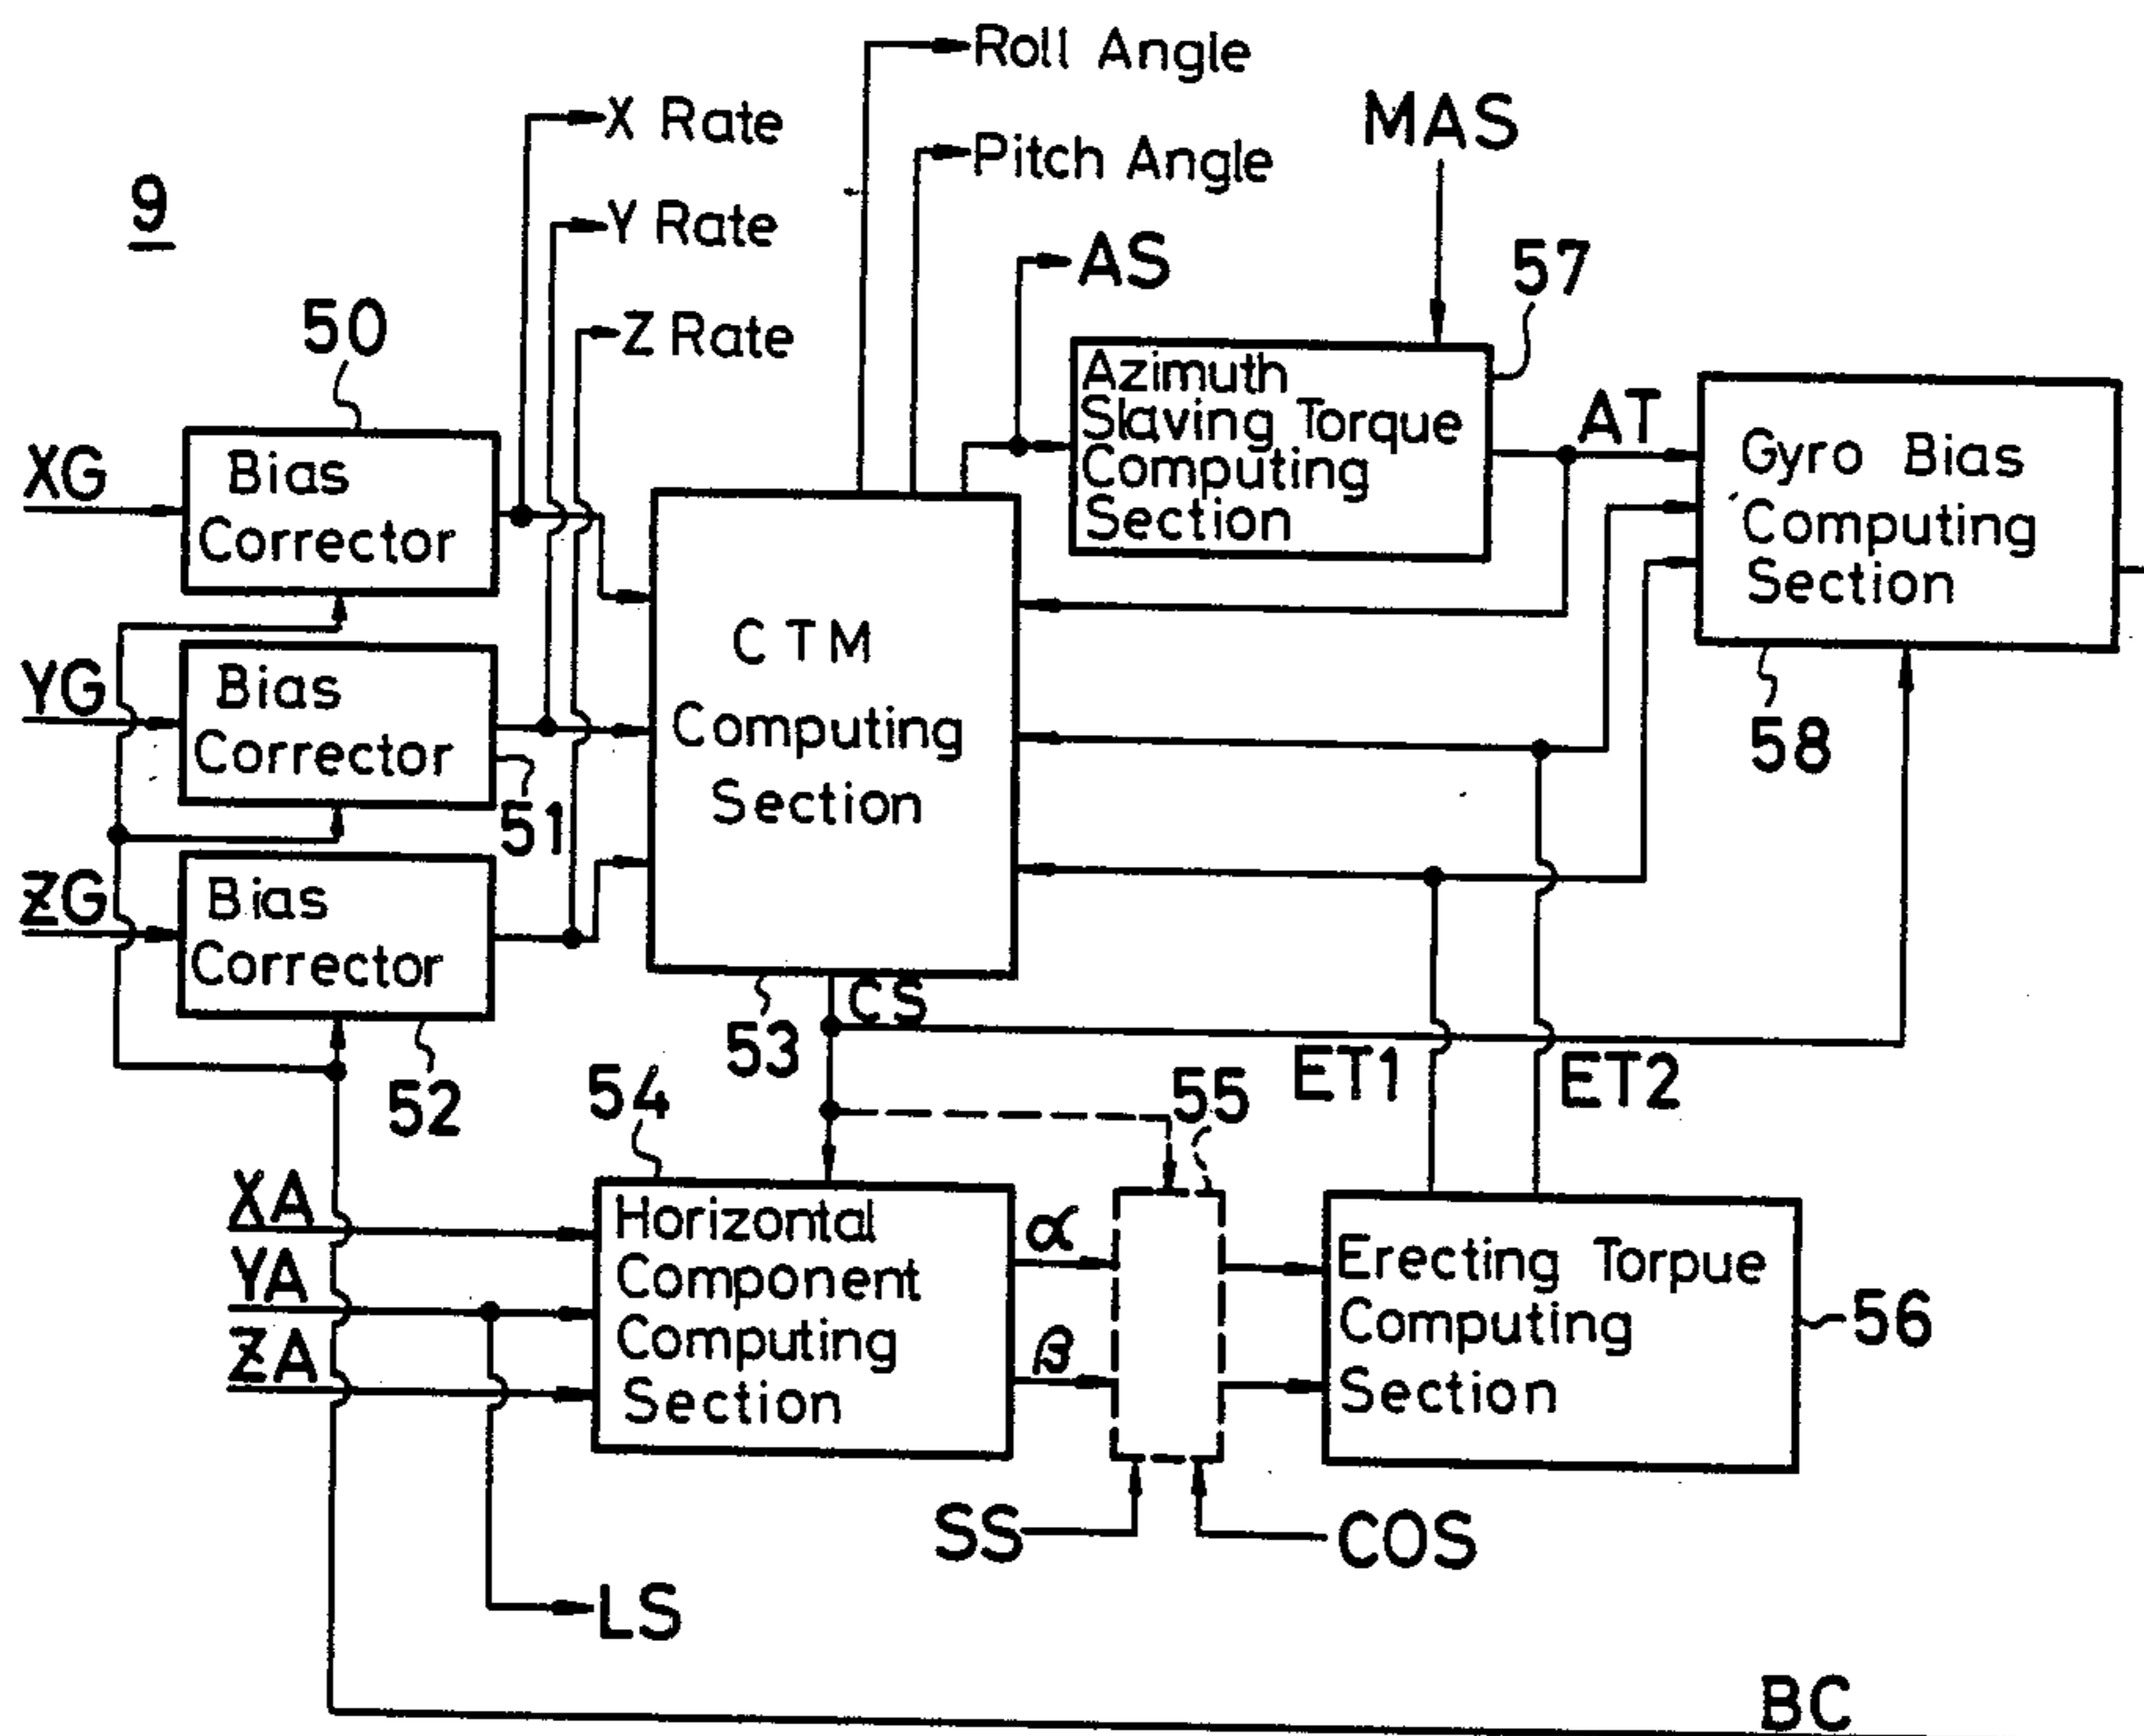 Roll Angle
X Rate
MAS
Pitch Angle
9
Y Rate
AS
57
50
Z Rate
Azimuth
Slaving Torque
Computing
Section
AT
Gyro Bias
Computing
Section
XG
Bias
Corrector
CTM
Computing
Section
YG
Bias
Corrector
58
51
ZG
Bias
Corrector
CS
53
52
54
55
ET1
ET2
XA
YA
ZA
Horizontal
Component
Computing
Section
α
β
Erecting Torpue
Computing
Section
56
SS
COS
LS
BC